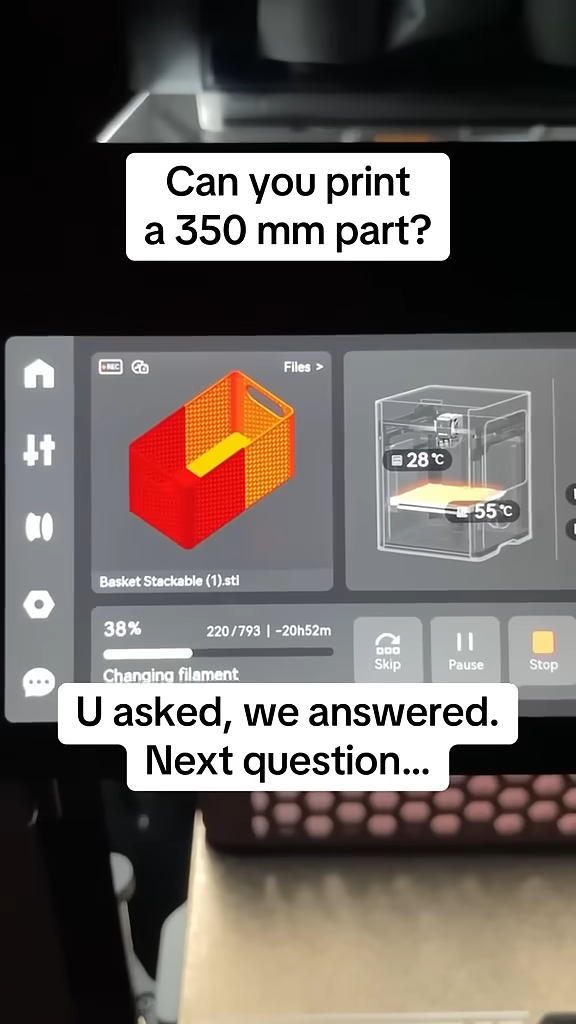 Can you print
a 350 mm part?
REC
Files >
28°C
55°C
Basket Stackable (1).stl
38%
220/793 | -20h52m
Changing filament
Skip
Pause
Stop
U asked, we answered.
Next question...